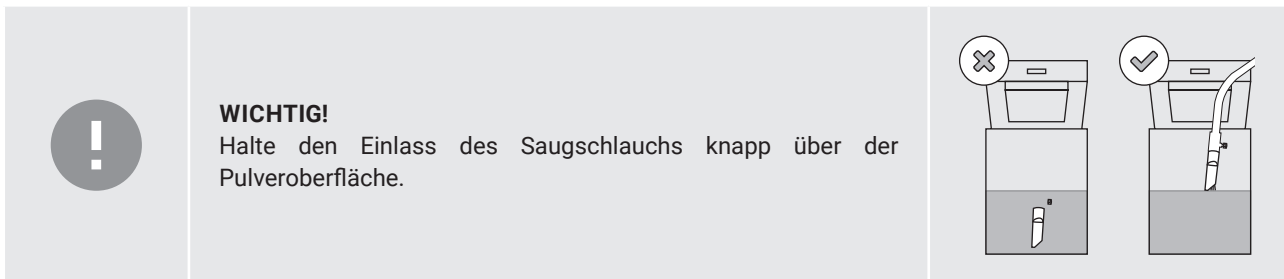 WICHTIG!
Halte den Einlass des Saugschlauchs knapp über der
Pulveroberfläche.